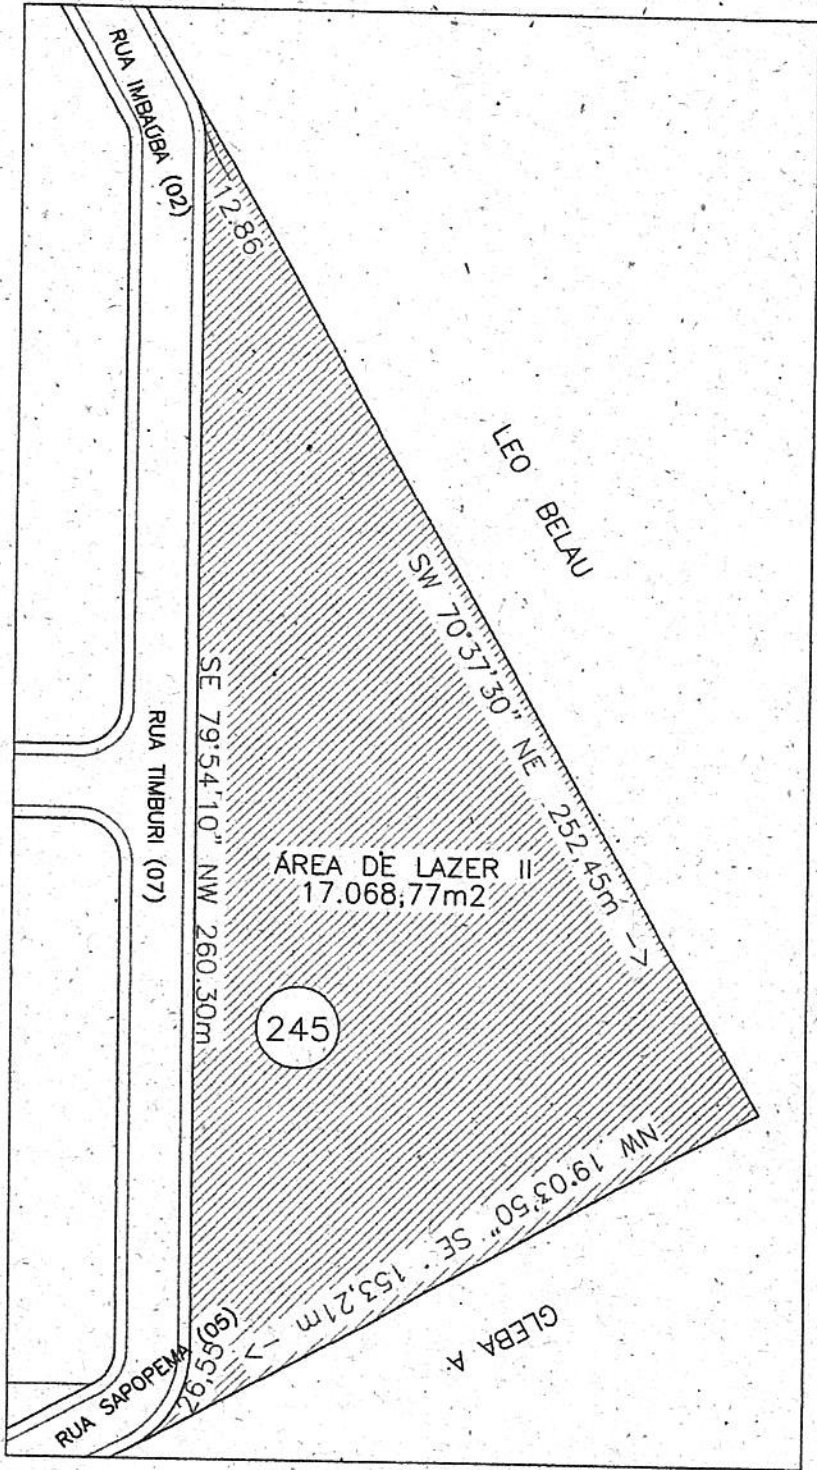 RUA IMBAÚBA (02)
12.86
LEO BELAU
SW 70°37'30" NE 252,45m ->
SE 79°54'10" NW 260.30m
RUA TIMBURI (07)
ÁREA DE LAZER II
17.068,77m2
245
NW 19°03'50" SE 153,21m ->
GLEBA A
26,55
RUA SAPOPEMA (05)